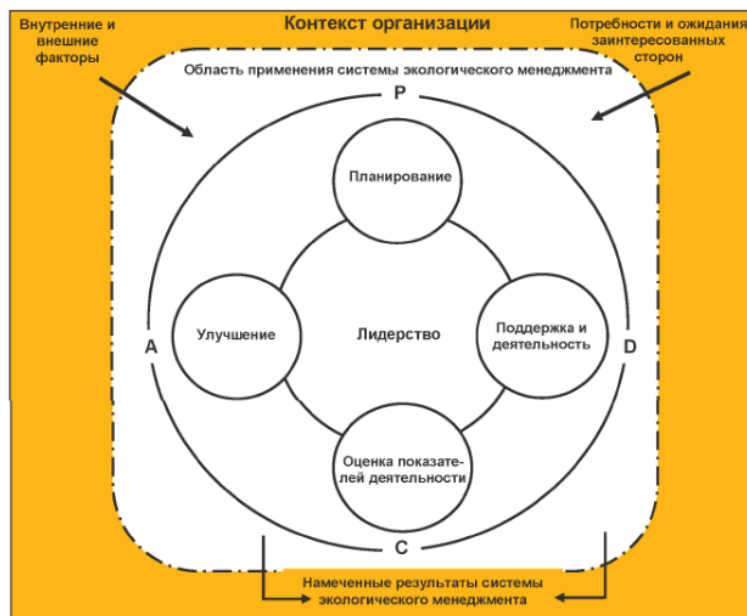 Контекст организации
Внутренние и
внешние
факторы
Потребности и ожидания
заинтересованных
сторон
Область применения системы экологического менеджмента
P
Планирование
A
Улучшение
Лидерство
Поддержка и
деятельность
D
Оценка показате-
лей деятельности
C
Намеченные результаты системы
экологического менеджмента